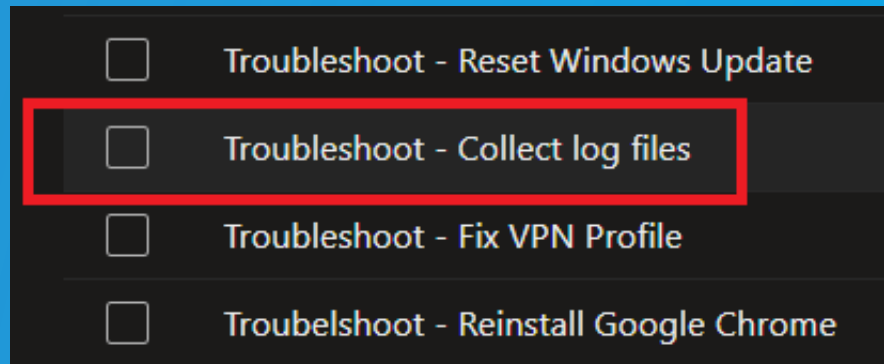 Troubleshoot - Reset Windows Update
Troubleshoot - Collect log files
Troubleshoot - Fix VPN Profile
Troubelshoot - Reinstall Google Chrome